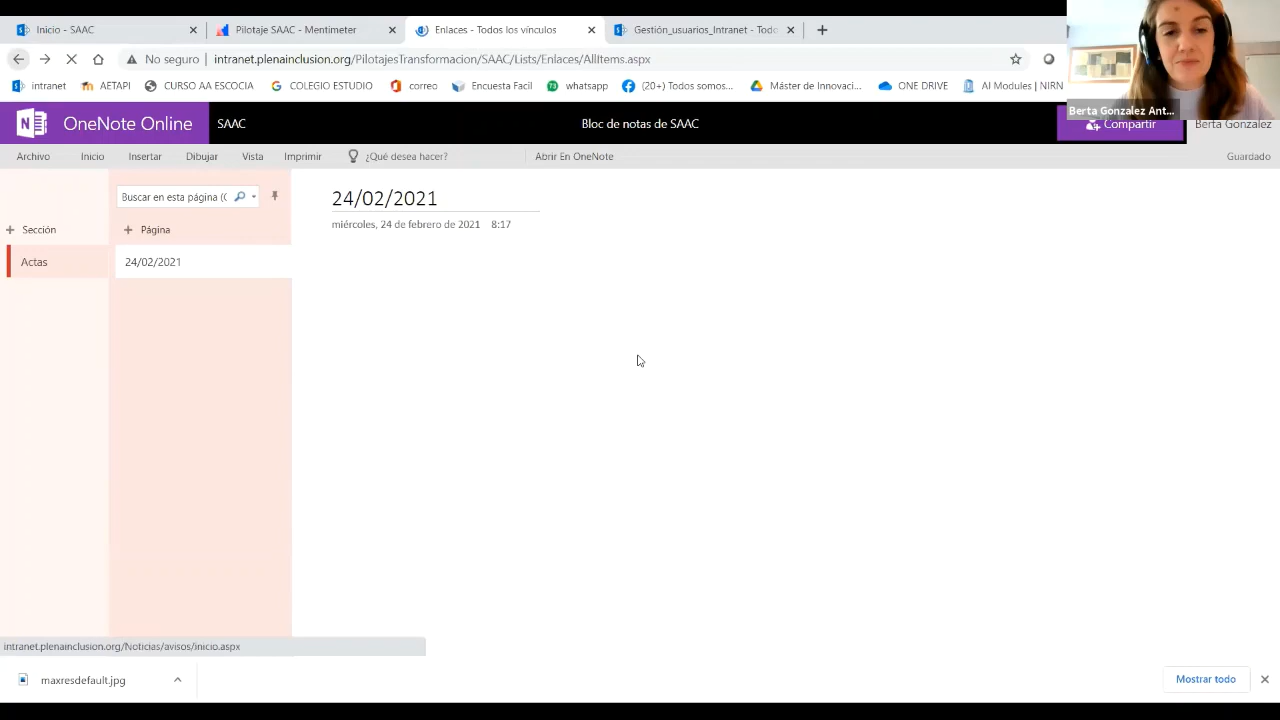 Inicio - SAAC
Pilotaje SAAC - Mentimeter
Enlaces - Todos los vínculos
Gestión_usuarios_Intranet - Todo
No seguro
intranet.plenainclusion.org/PilotajesTransformacion/SAAC/Lists/Enlaces/AllItems.aspx
intranet
AETAPI
CURSO AA ESCOCIA
COLEGIO ESTUDIO
correo
Encuesta Facil
whatsapp
(20+) Todos somos...
Máster de Innovaci...
ONE DRIVE
AI Modules | NIRN
Berta Gonzalez Ant...
OneNote Online
SAAC
Bloc de notas de SAAC
Compartir
Berta González
Archivo
Inicio
Insertar
Dibujar
Vista
Imprimir
¿Qué desea hacer?
Abrir En OneNote
Guardado
Buscar en esta página ((
24/02/2021
miércoles, 24 de febrero de 2021 8:17
+ Sección
+ Página
Actas
24/02/2021
intranet.plenainclusion.org/Noticias/avisos/inicio.aspx
maxresdefault.jpg
Mostrar todo